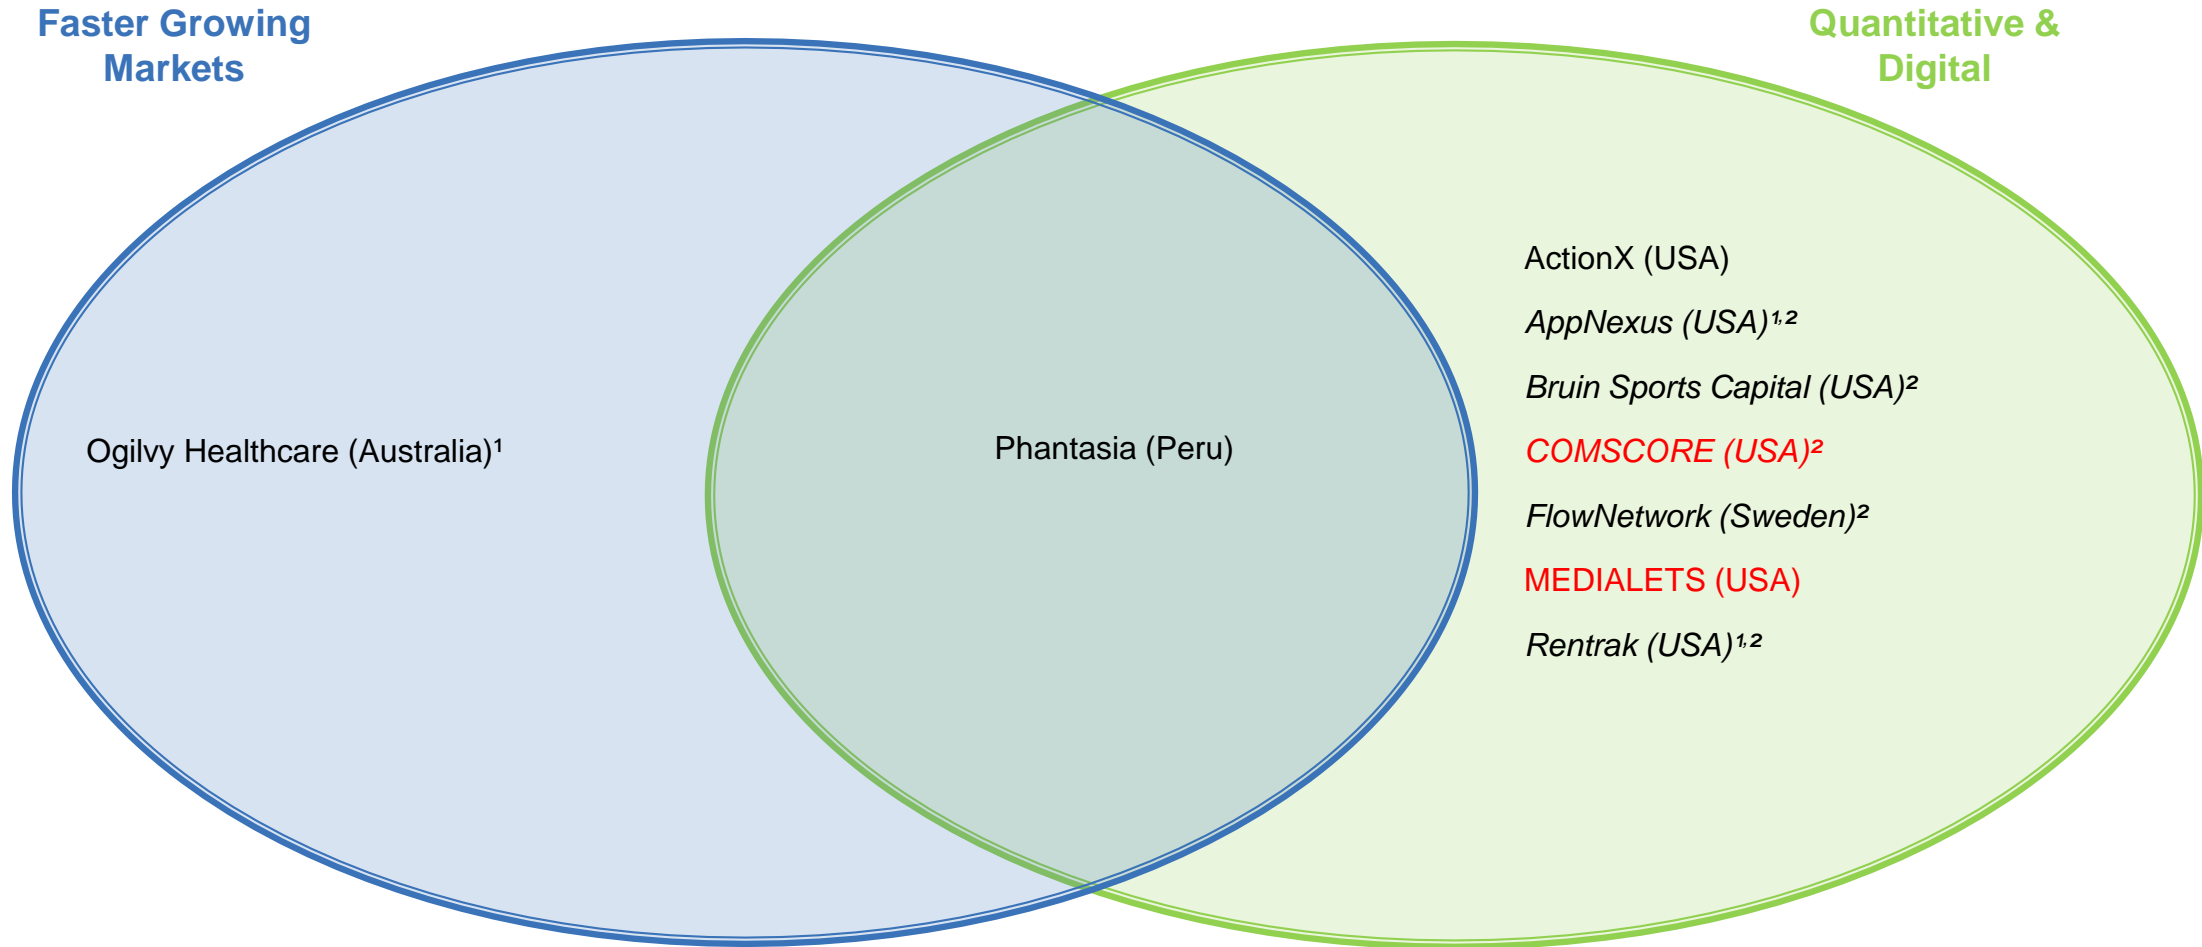 Faster Growing
Markets
Quantitative &
Digital
Ogilvy Healthcare (Australia)¹
Phantasia (Peru)
ActionX (USA)
AppNexus (USA)¹,²
Bruin Sports Capital (USA)²
COMSCORE (USA)²
FlowNetwork (Sweden)²
MEDIALETS (USA)
Rentrak (USA)¹,²